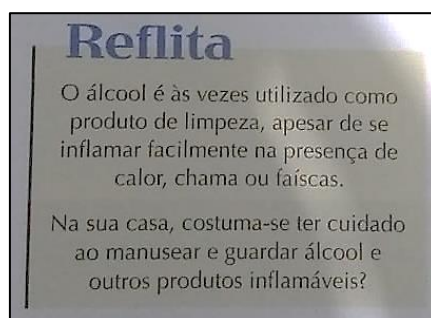 Reflita
O álcool é às vezes utilizado como
produto de limpeza, apesar de se
inflamar facilmente na presença de
calor, chama ou faíscas.
Na sua casa, costuma-se ter cuidado
ao manusear e guardar álcool e
outros produtos inflamáveis?